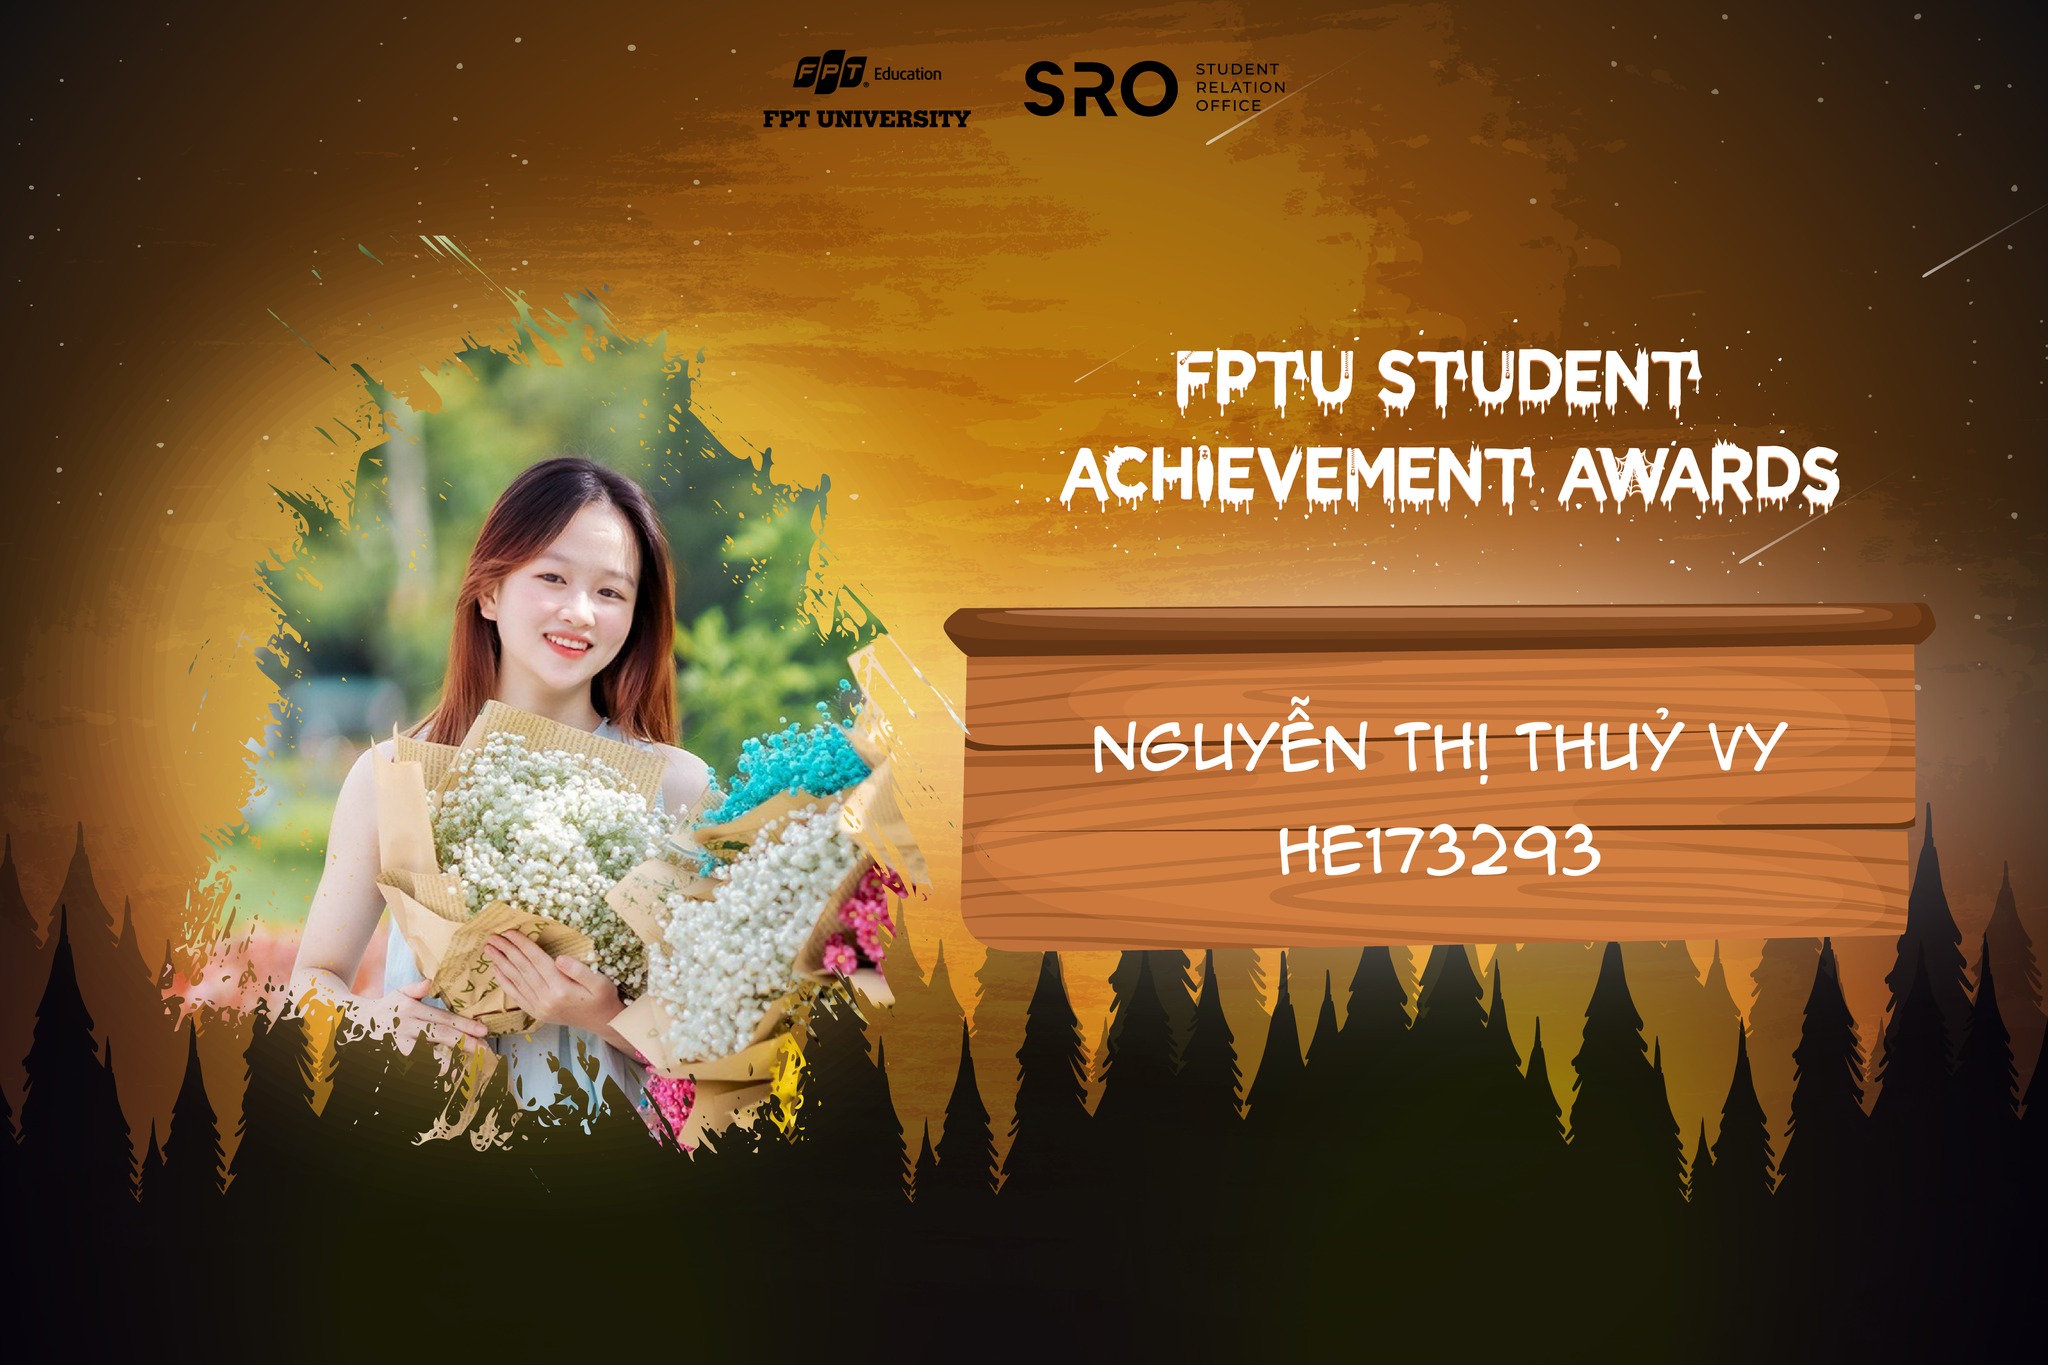 FPT Education
FPT UNIVERSITY
SRO
STUDENT
RELATION
OFFICE
FPTU STUDENT
ACHIEVEMENT AWARDS
NGUYỄN THỊ THUỶ VY
HE173293